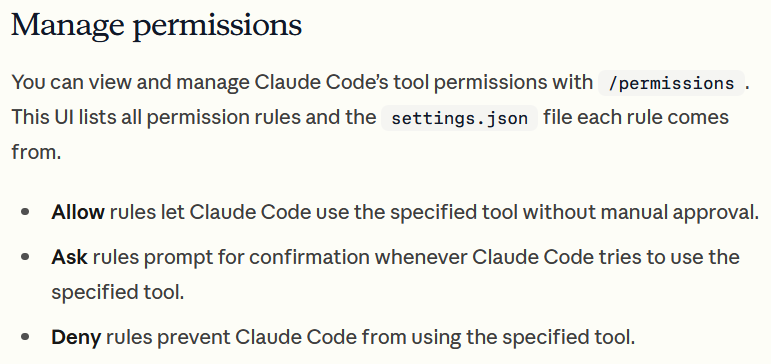 Manage permissions
You can view and manage Claude Code’s tool permissions with /permissions .
This UI lists all permission rules and the settings.json file each rule comes
from.
• Allow rules let Claude Code use the specified tool without manual approval.
• Ask rules prompt for confirmation whenever Claude Code tries to use the
specified tool.
• Deny rules prevent Claude Code from using the specified tool.